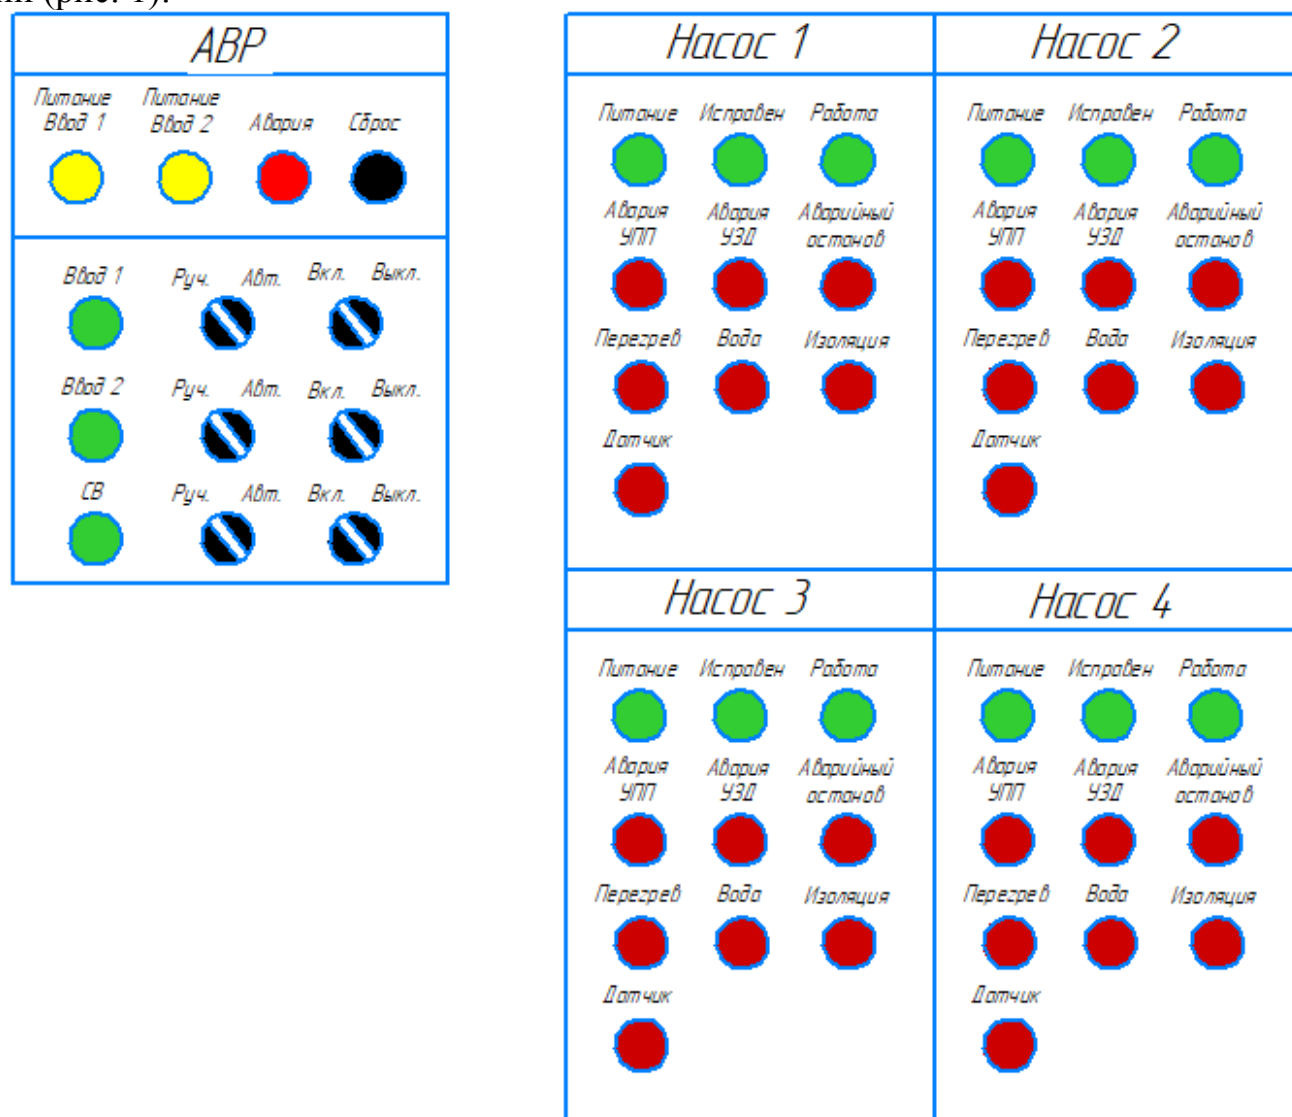 (рис. 1).
АВР
Питание Ввод 1
Питание Ввод 2
Авария
Сброс
Ввод 1
Руч. Авт.
Вкл. Выкл.
Ввод 2
Руч. Авт.
Вкл. Выкл.
СВ
Руч. Авт.
Вкл. Выкл.
Насос 1
Питание Исправен Работа
Авария УПП
Авария УЗД
Аварийный останов
Перегрев Вода Изоляция
Датчик
Насос 2
Питание Исправен Работа
Авария УПП
Авария УЗД
Аварийный останов
Перегрев Вода Изоляция
Датчик
Насос 3
Питание Исправен Работа
Авария УПП
Авария УЗД
Аварийный останов
Перегрев Вода Изоляция
Датчик
Насос 4
Питание Исправен Работа
Авария УПП
Авария УЗД
Аварийный останов
Перегрев Вода Изоляция
Датчик